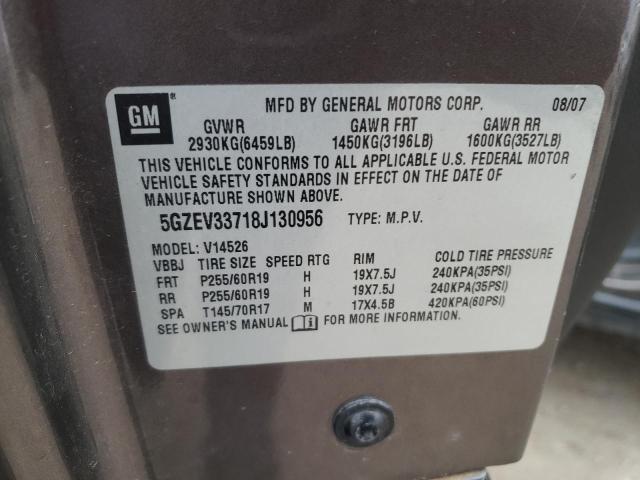 GM ®
MFD BY GENERAL MOTORS CORP. 08/07
GVWR GAWR FRT GAWR RR
2930KG(6459LB) 1450KG(3196LB) 1600KG(3527LB)
THIS VEHICLE CONFORMS TO ALL APPLICABLE U.S. FEDERAL MOTOR
VEHICLE SAFETY STANDARDS IN EFFECT ON THE DATE OF
MANUFACTURE SHOWN ABOVE.
5GZEV33718J130956 TYPE: M.P.V.
MODEL: V14526
VBBJ TIRE SIZE SPEED RTG RIM COLD TIRE PRESSURE
FRT P255/60R19 H 19X7.5J 240KPA(35PSI)
RR P255/60R19 H 19X7.5J 240KPA(35PSI)
SPA T145/70R17 M 17X4.5B 420KPA(60PSI)
SEE OWNER'S MANUAL FOR MORE INFORMATION.